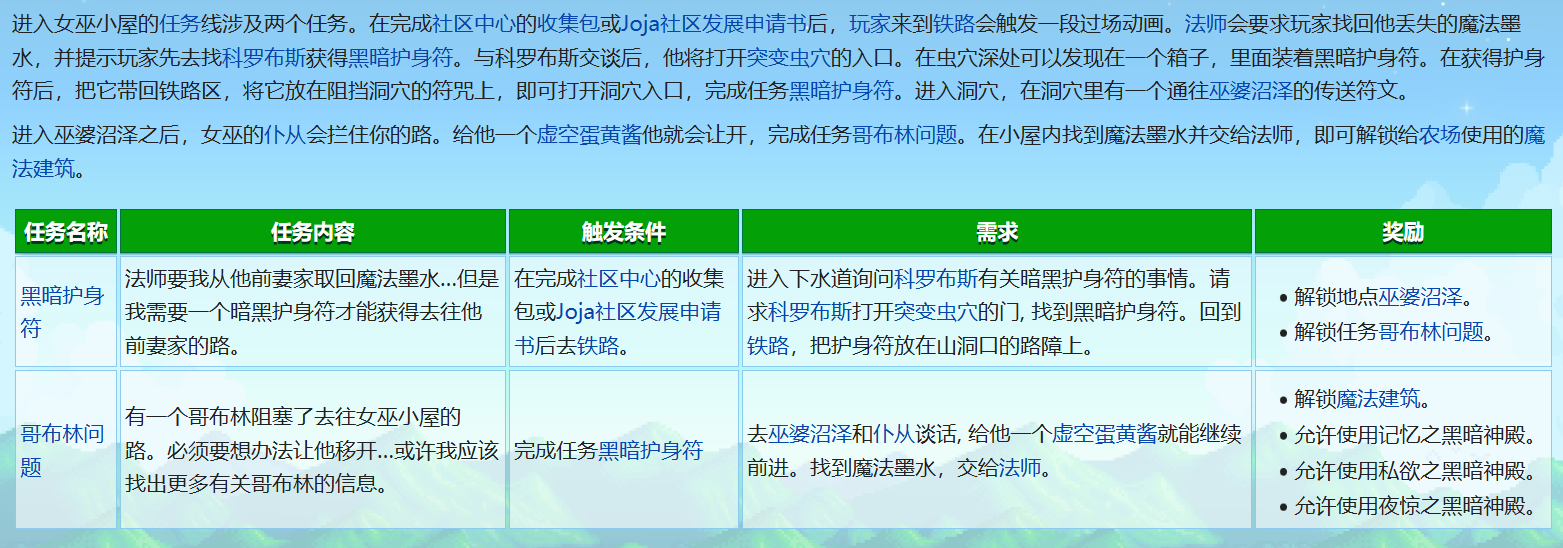 进入女巫小屋的任务线涉及两个任务。在完成社区中心的收集包或Joja社区发展申请书后，玩家来到铁路会触发一段过场动画。法师会要求玩家找回他丢失的魔法墨
水，并提示玩家先去找科罗布斯获得黑暗护身符。与科罗布斯交谈后，他将打开突变虫穴的入口。在虫穴深处可以发现在一个箱子，里面装着黑暗护身符。在获得护身
符后，把它带回铁路区，将它放在阻挡洞穴的符咒上，即可打开洞穴入口，完成任务黑暗护身符。进入洞穴，在洞穴里有一个通往巫婆沼泽的传送符文。
进入巫婆沼泽之后，女巫的仆从会拦住你的路。给他一个虚空蛋黄酱他就会让开，完成任务哥布林问题。在小屋内找到魔法墨水并交给法师，即可解锁给农场使用的魔
法建筑。
任务名称 任务内容 触发条件 需求 奖励
黑暗护身
符
法师要我从他前妻家取回魔法墨水...但是
我需要一个暗黑护身符才能获得去往他
前妻家的路。
在完成社区中心的收集
包或Joja社区发展申请
书后去铁路。
进入下水道询问科罗布斯有关暗黑护身符的事情。请
求科罗布斯打开突变虫穴的门, 找到黑暗护身符。回到
铁路，把护身符放在山洞口的路障上。
• 解锁地点巫婆沼泽。
• 解锁任务哥布林问题。
哥布林问
题
有一个哥布林阻塞了去往女巫小屋的
路。必须要想办法让他移开...或许我应该
找出更多有关哥布林的信息。
完成任务黑暗护身符
去巫婆沼泽和仆从谈话, 给他一个虚空蛋黄酱就能继续
前进。找到魔法墨水，交给法师。
• 解锁魔法建筑。
• 允许使用记忆之黑暗神殿。
• 允许使用私欲之黑暗神殿。
• 允许使用夜惊之黑暗神殿。